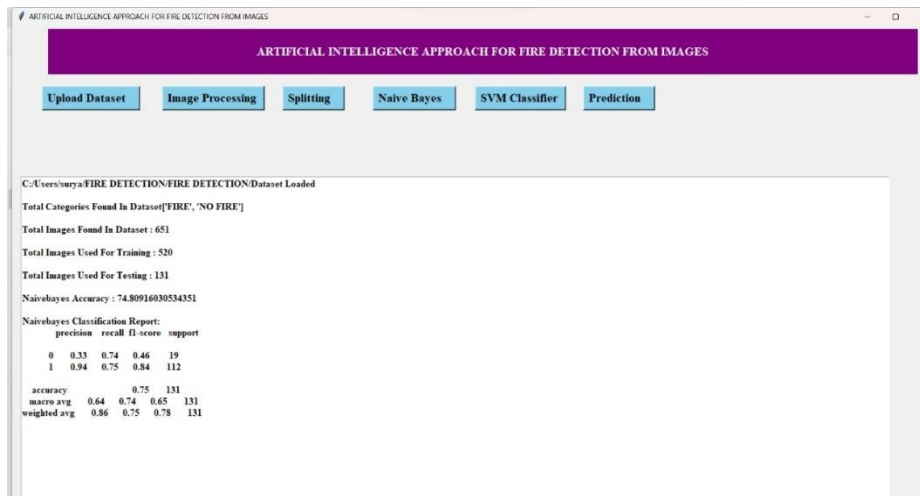 ARTIFICIAL INTELLIGENCE APPROACH FOR FIRE DETECTION FROM IMAGES
ARTIFICIAL INTELLIGENCE APPROACH FOR FIRE DETECTION FROM IMAGES
Upload Dataset Image Processing Splitting Naive Bayes SVM Classifier Prediction
C:/Users/surya/FIRE DETECTION/FIRE DETECTION/Dataset Loaded
Total Categories Found In Dataset['FIRE', 'NO FIRE']
Total Images Found In Dataset : 651
Total Images Used For Training : 520
Total Images Used For Testing : 131
Naivebayes Accuracy : 74.80916030534351
Naivebayes Classification Report:
precision recall f1-score support
0 0.33 0.74 0.46 19
1 0.94 0.75 0.84 112
accuracy 0.75 131
macro avg 0.64 0.74 0.65 131
weighted avg 0.86 0.75 0.78 131